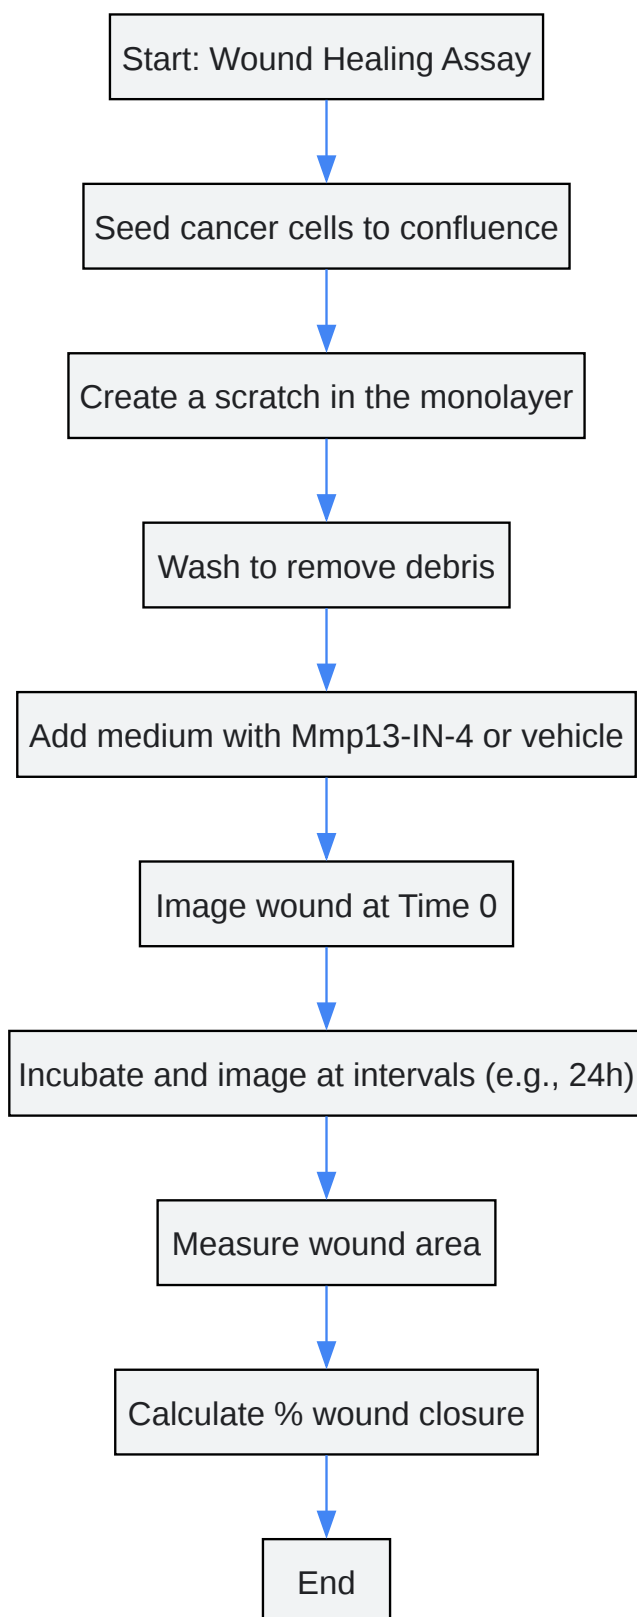 Start: Wound Healing Assay
Seed cancer cells to confluence
Create a scratch in the monolayer
Wash to remove debris
Add medium with Mmp13-IN-4 or vehicle
Image wound at Time 0
Incubate and image at intervals (e.g., 24h)
Measure wound area
Calculate % wound closure
End